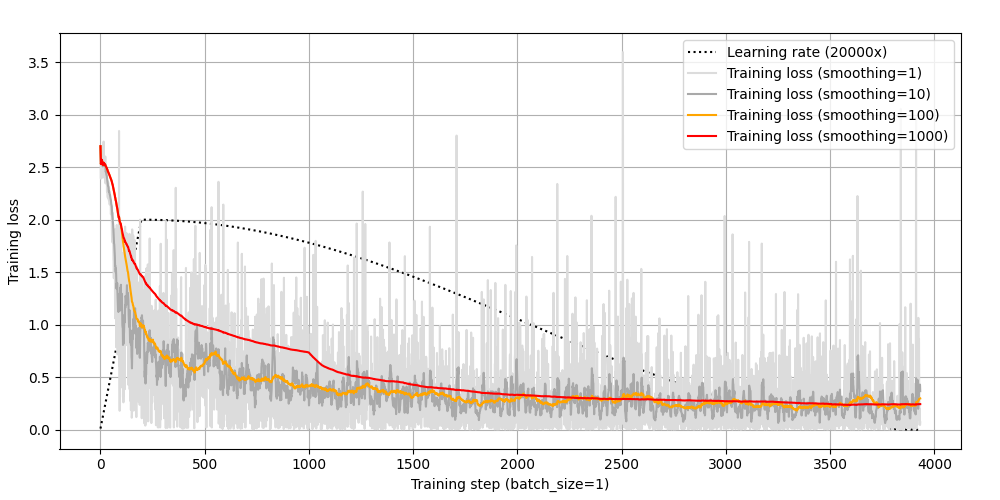 3.5
3.0
2.5
2.0
1.5
1.0
0.5
0.0
Training loss
Learning rate (20000x)
Training loss (smoothing=1)
Training loss (smoothing=10)
Training loss (smoothing=100)
Training loss (smoothing=1000)
0 500 1000 1500 2000 2500 3000 3500 4000
Training step (batch_size=1)